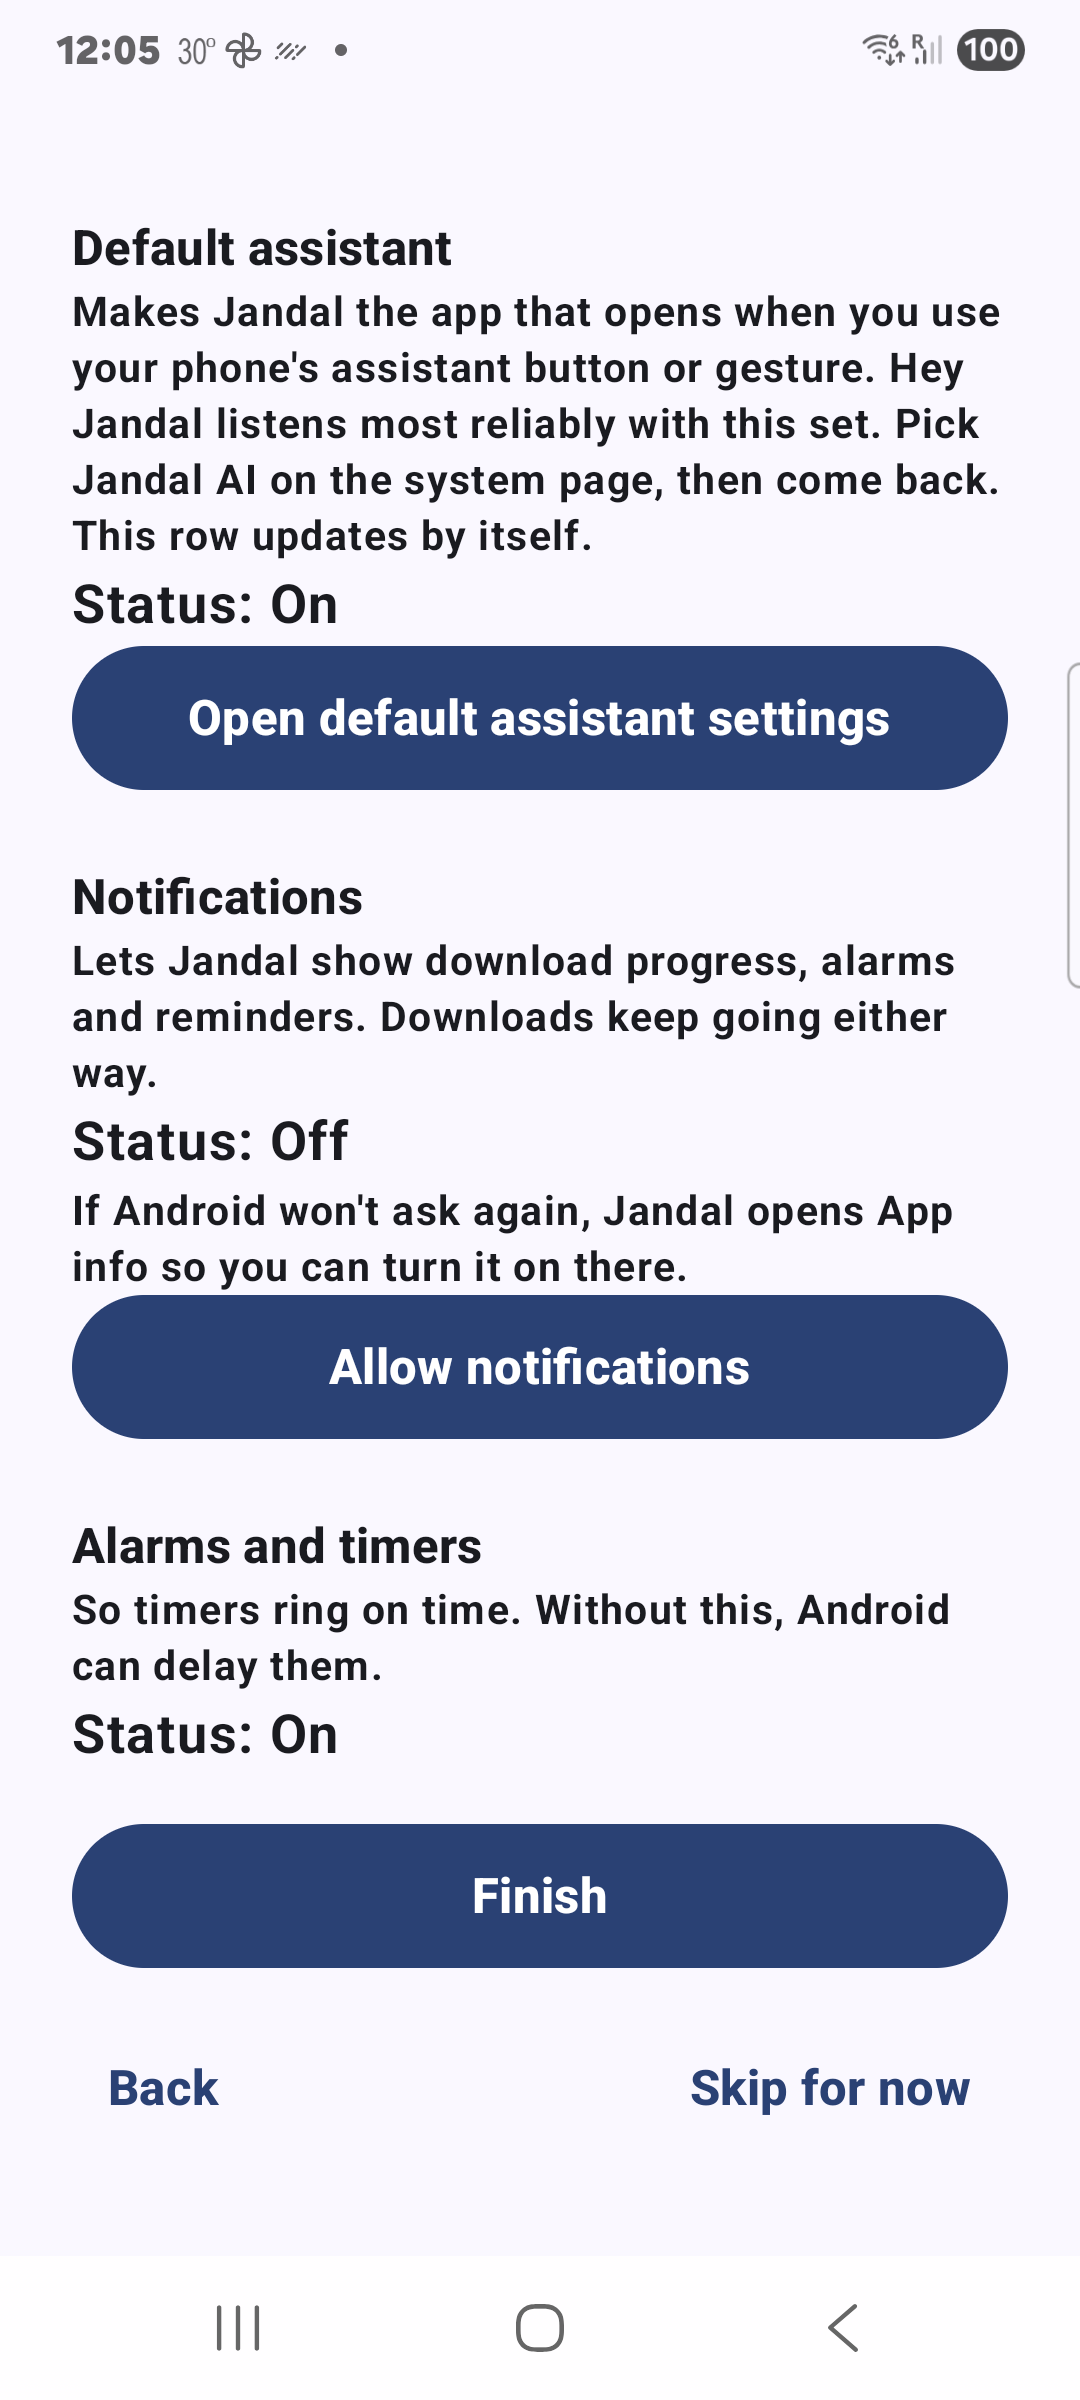 12:05 30°
6 R 100
Default assistant
Makes Jandal the app that opens when you use
your phone's assistant button or gesture. Hey
Jandal listens most reliably with this set. Pick
Jandal AI on the system page, then come back.
This row updates by itself.
Status: On
Open default assistant settings
Notifications
Lets Jandal show download progress, alarms
and reminders. Downloads keep going either
way.
Status: Off
If Android won't ask again, Jandal opens App
info so you can turn it on there.
Allow notifications
Alarms and timers
So timers ring on time. Without this, Android
can delay them.
Status: On
Finish
Back
Skip for now